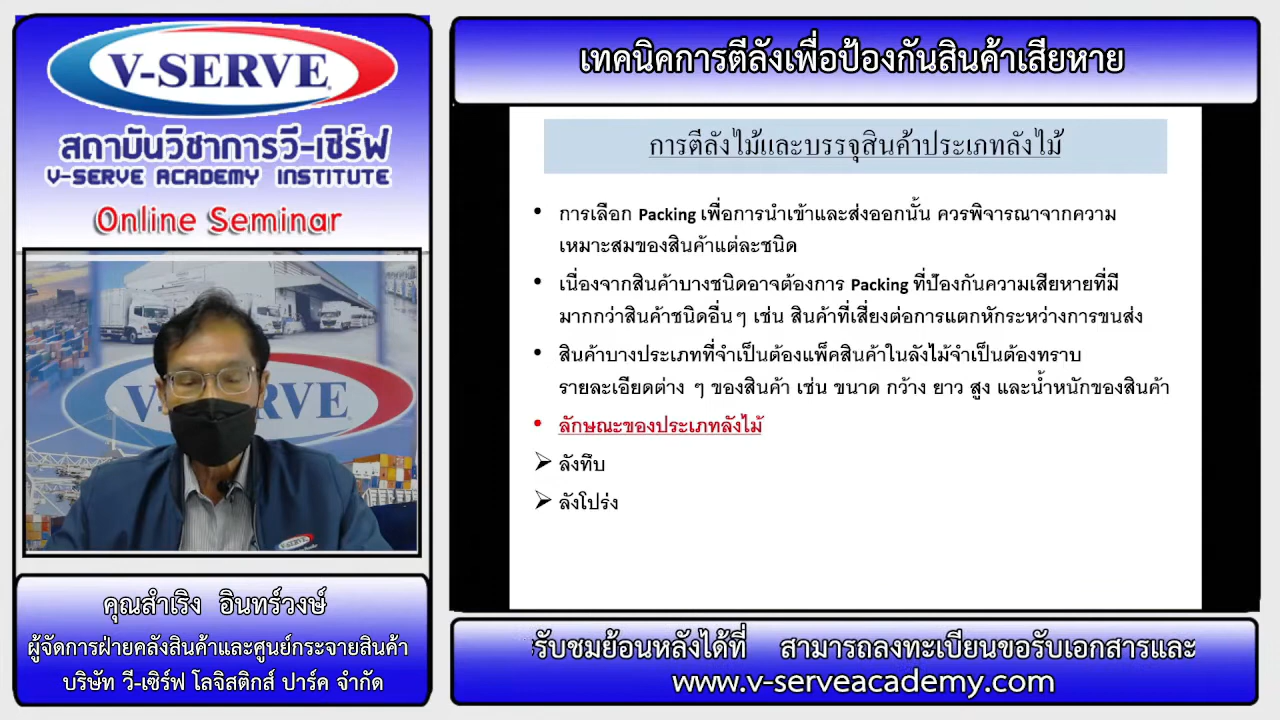 V-SERVE
สถาบันวิชาการวี-เซิร์ฟ
V-SERVE ACADEMY INSTITUTE
Online Seminar
คุณสำเริง อินทร์วงษ์
ผู้จัดการฝ่ายคลังสินค้าและศูนย์กระจายสินค้า
บริษัท วี-เซิร์ฟ โลจิสติกส์ ปาร์ค จำกัด
เทคนิคการตีลังเพื่อป้องกันสินค้าเสียหาย
การตีลังไม้และบรรจุสินค้าประเภทลังไม้
• การเลือก Packing เพื่อการนำเข้าและส่งออกนั้น ควรพิจารณาจากความ
เหมาะสมของสินค้าแต่ละชนิด
• เนื่องจากสินค้าบางชนิดอาจต้องการ Packing ที่ป้องกันความเสียหายที่มี
มากกว่าสินค้าชนิดอื่นๆ เช่น สินค้าที่เสี่ยงต่อการแตกหักระหว่างการขนส่ง
• สินค้าบางประเภทที่จำเป็นต้องแพ็คสินค้าในลังไม้จำเป็นต้องทราบ
รายละเอียดต่าง ๆ ของสินค้า เช่น ขนาด กว้าง ยาว สูง และน้ำหนักของสินค้า
• ลักษณะของประเภทลังไม้
➢ ลังทึบ
➢ ลังโปร่ง
รับชมย้อนหลังได้ที่ สามารถลงทะเบียนขอรับเอกสารและ
www.v-serveacademy.com